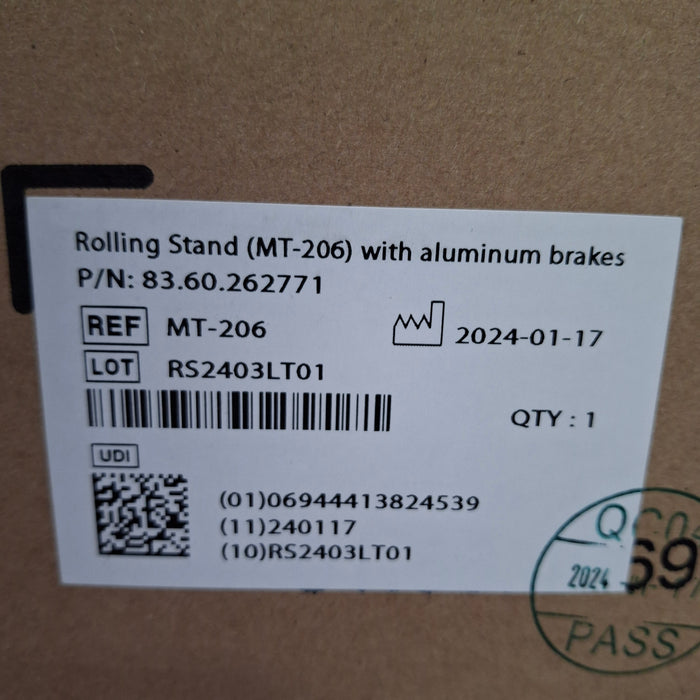 Rolling Stand (MT-206) with aluminum brakes
P/N: 83.60.262771
REF MT-206
2024-01-17
LOT RS2403LT01
QTY : 1
UDI
(01)06944413824539
(11)240117
(10)RS2403LT01
69
2024
PASS